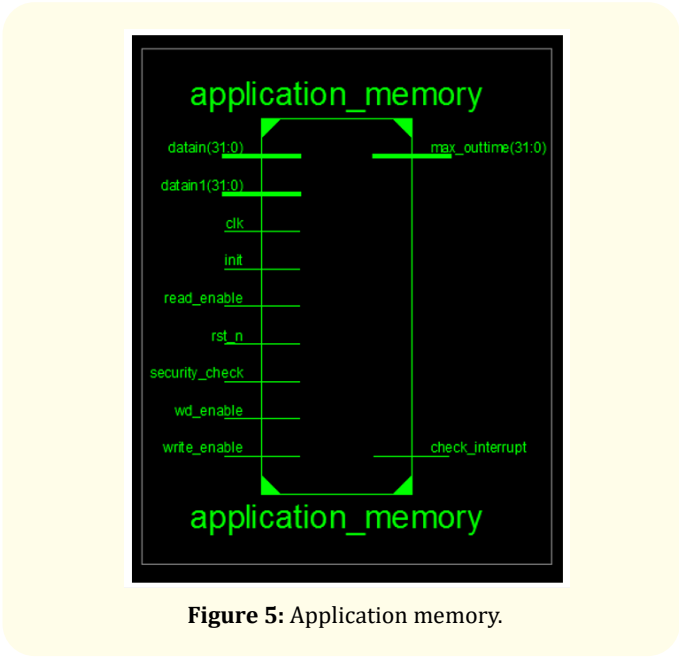 application_memory
datain(31:0)
max_outtime(31:0)
datain1(31:0)
clk
init
read_enable
rst_n
security_check
wd_enable
write_enable
check_interrupt
application_memory
Figure 5: Application memory.